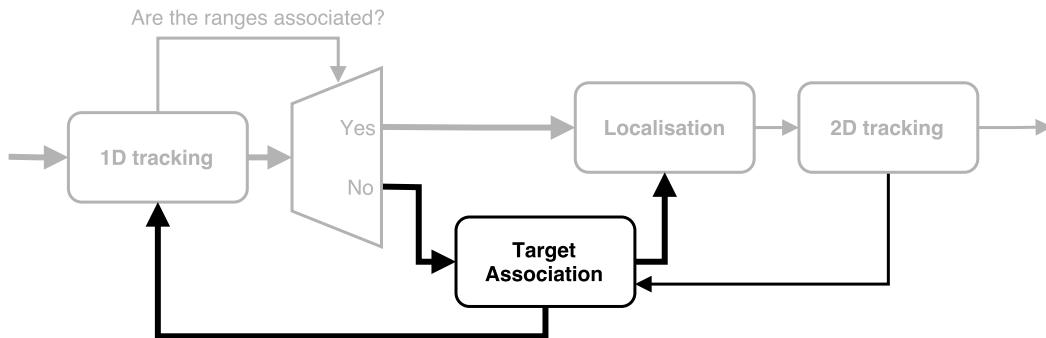 Are the ranges associated?
1D tracking
Yes
No
Localisation
2D tracking
Target
Association